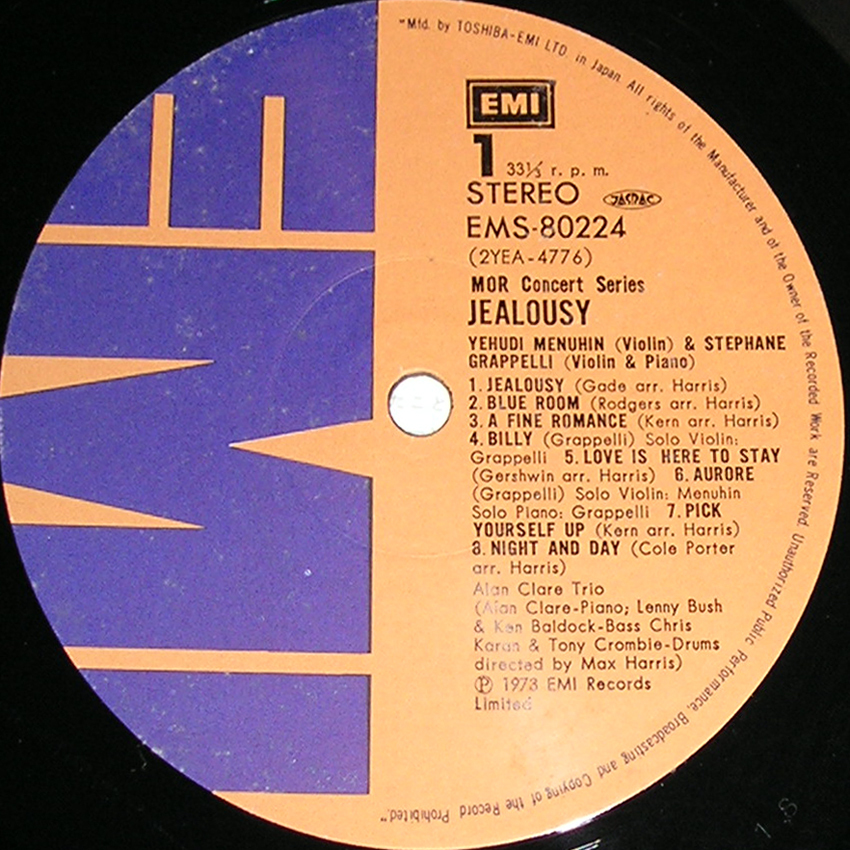 "Mfd. by TOSHIBA-EMI LTD. in Japan. All rights of the Manufacturer and of the Owner of the Recorded Work are Reserved. Unauthorized Public Performance, Broadcasting and Copying of the Record Prohibited."
EMI
EMI
1 33⅓ r. p. m.
STEREO JASRAC
EMS-80224
(2YEA-4776)
MOR Concert Series
JEALOUSY
YEHUDI MENUHIN (Violin) & STEPHANE
GRAPPELLI (Violin & Piano)
1. JEALOUSY (Gade arr. Harris)
2. BLUE ROOM (Rodgers arr. Harris)
3. A FINE ROMANCE (Kern arr. Harris)
4. BILLY (Grappelli) Solo Violin:
Grappelli 5. LOVE IS HERE TO STAY
(Gershwin arr. Harris) 6. AURORE
(Grappelli) Solo Violin: Menuhin
Solo Piano: Grappelli 7. PICK
YOURSELF UP (Kern arr. Harris)
8. NIGHT AND DAY (Cole Porter
arr. Harris)
Alan Clare Trio
(Alan Clare-Piano; Lenny Bush
& Ken Baldock-Bass Chris
Karan & Tony Crombie-Drums
directed by Max Harris)
Ⓟ 1973 EMI Records
Limited
1 S